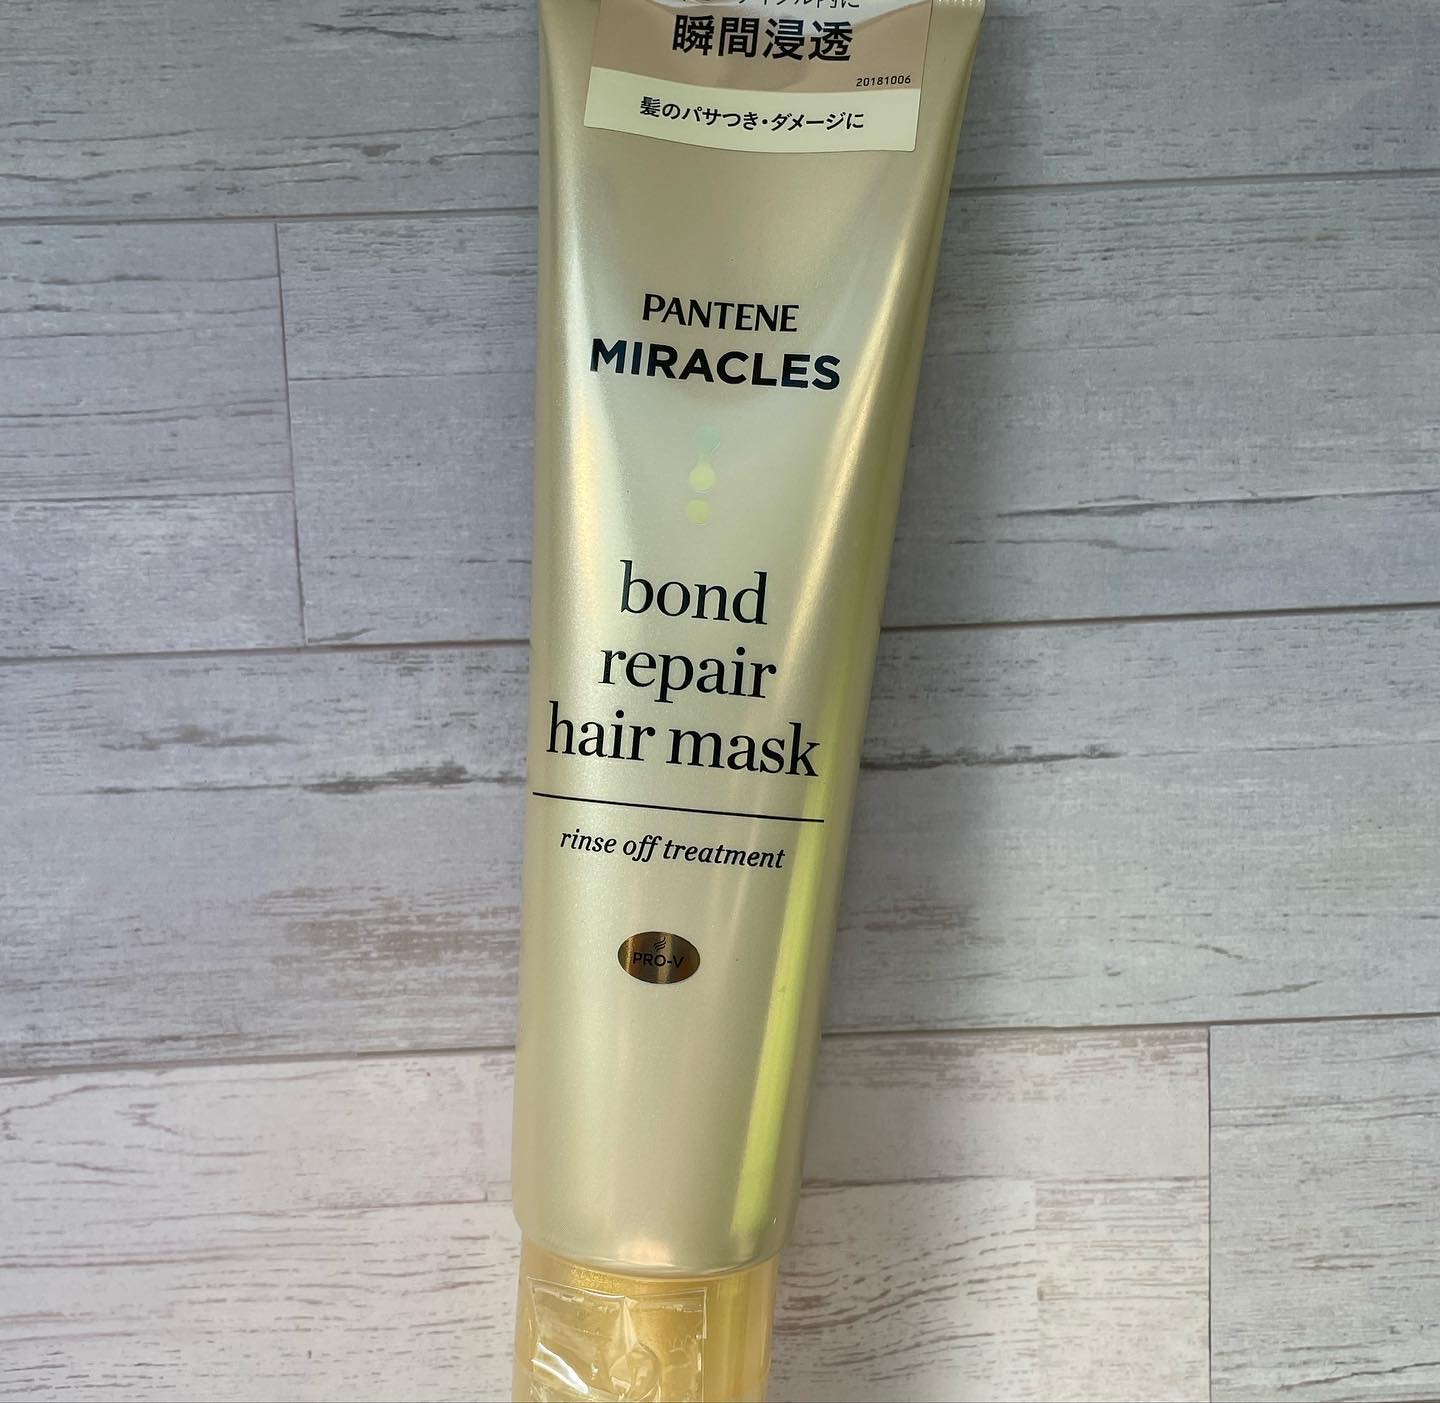 瞬間浸透
20181006
髪のパサつき・ダメージに
PANTENE
MIRACLES
bond
repair
hair mask
rinse off treatment
PRO-V